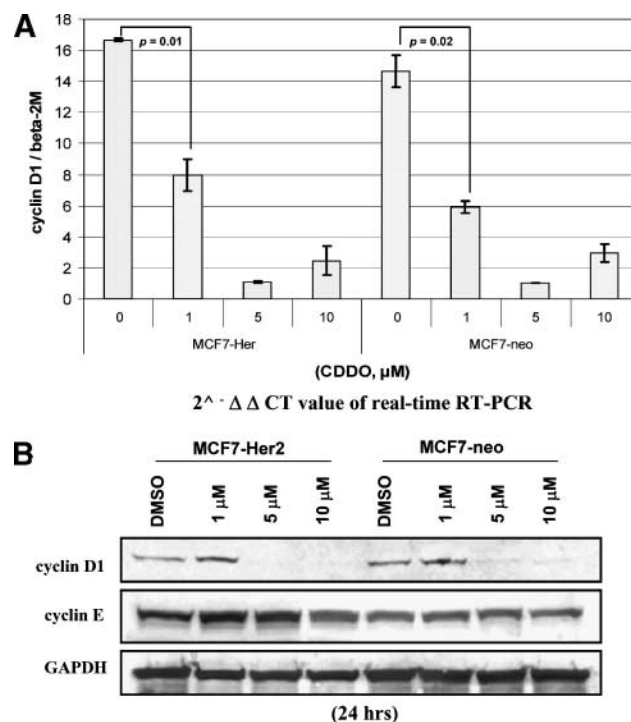 A
cyclin D1 / beta-2M
18
16
14
12
10
8
6
4
2
0
p = 0.01
p = 0.02
0 1 5 10 0 1 5 10
MCF7-Her MCF7-neo
(CDDO, µM)
2^ - Δ Δ CT value of real-time RT-PCR
B
MCF7-Her2 MCF7-neo
DMSO 1 µM 5 µM 10 µM DMSO 1 µM 5 µM 10 µM
cyclin D1
cyclin E
GAPDH
(24 hrs)